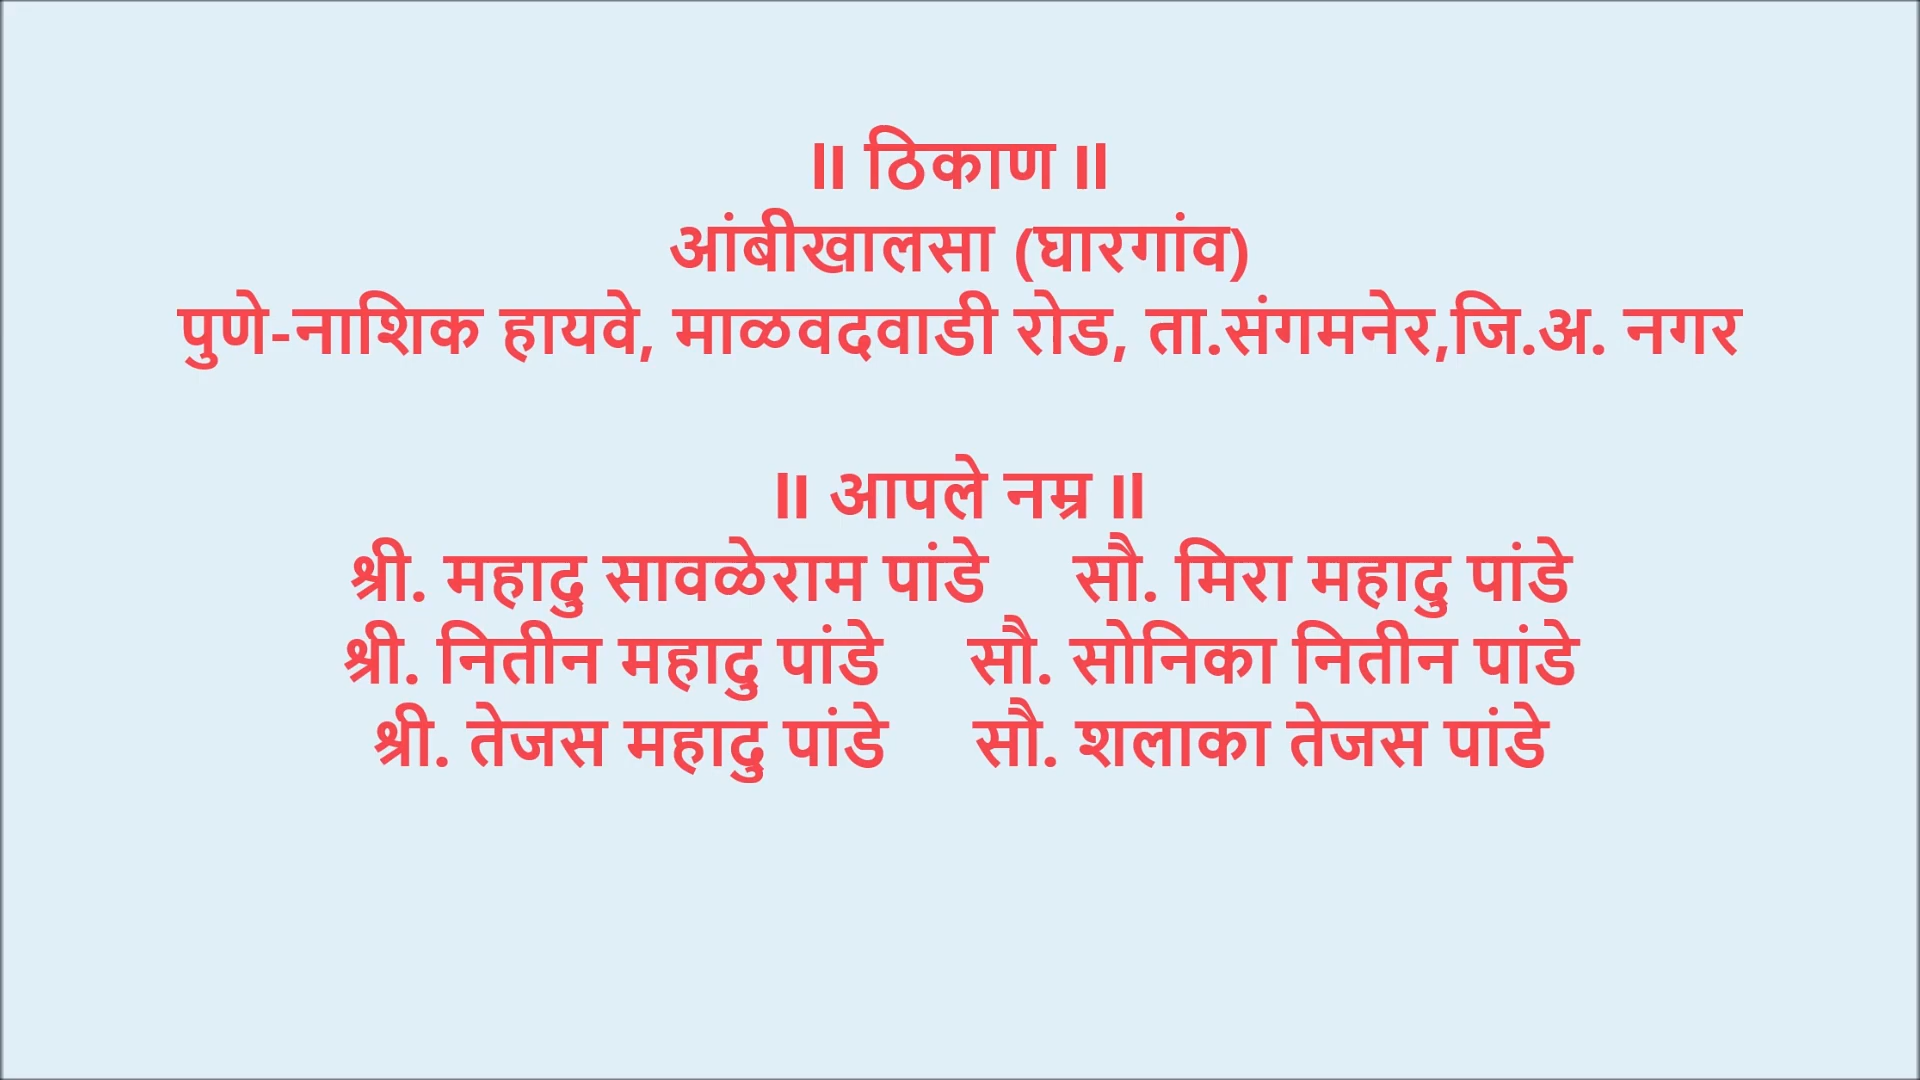 ॥ ठिकाण ॥
आंबीखालसा (घारगांव)
पुणे-नाशिक हायवे, माळवदवाडी रोड, ता.संगमनेर,जि.अ. नगर
॥ आपले नम्र ॥
श्री. महादु सावळेराम पांडे सौ. मिरा महादु पांडे
श्री. नितीन महादु पांडे सौ. सोनिका नितीन पांडे
श्री. तेजस महादु पांडे सौ. शलाका तेजस पांडे